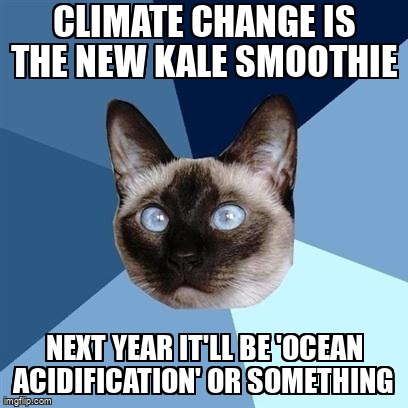 CLIMATE CHANGE IS
THE NEW KALE SMOOTHIE
NEXT YEAR IT'LL BE 'OCEAN
ACIDIFICATION' OR SOMETHING
imgflip.com